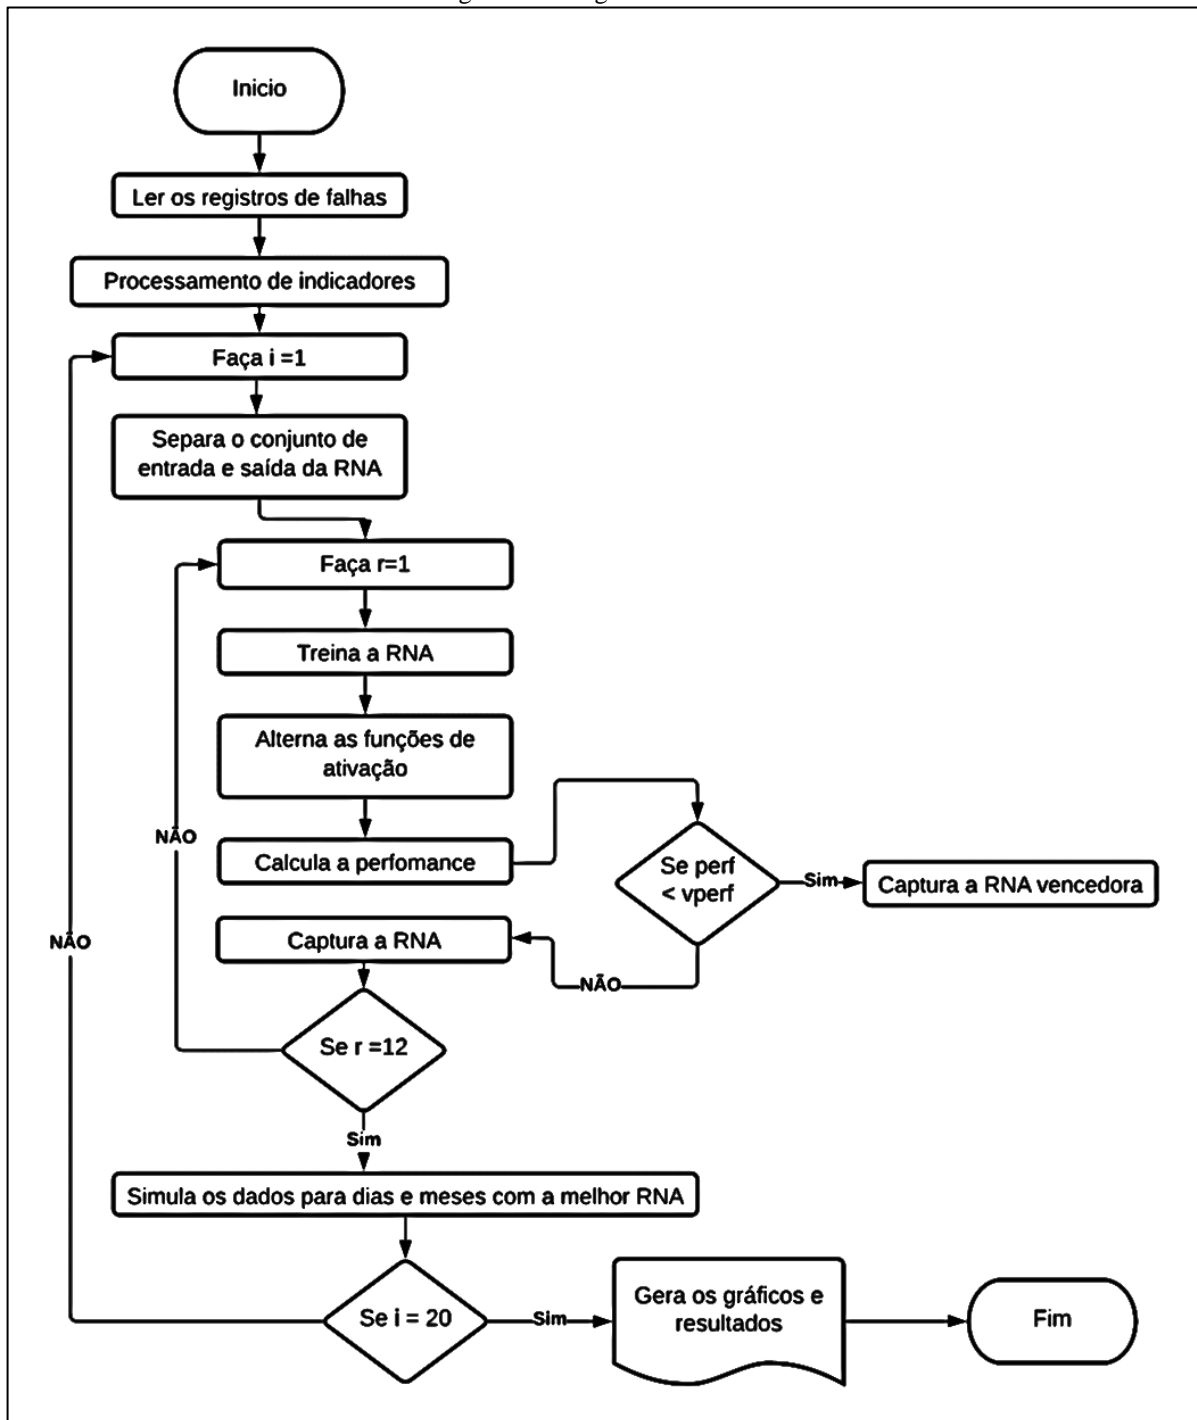 Inicio
Ler os registros de falhas
Processamento de indicadores
Faça i =1
Separa o conjunto de
entrada e saída da RNA
Faça r=1
Treina a RNA
Alterna as funções de
ativação
NÃO
Calcula a perfomance
Se perf
< vperf
Sim
Captura a RNA vencedora
Captura a RNA
NÃO
NÃO
Se r =12
Sim
Simula os dados para dias e meses com a melhor RNA
Se i = 20
Sim
Gera os gráficos e
resultados
Fim